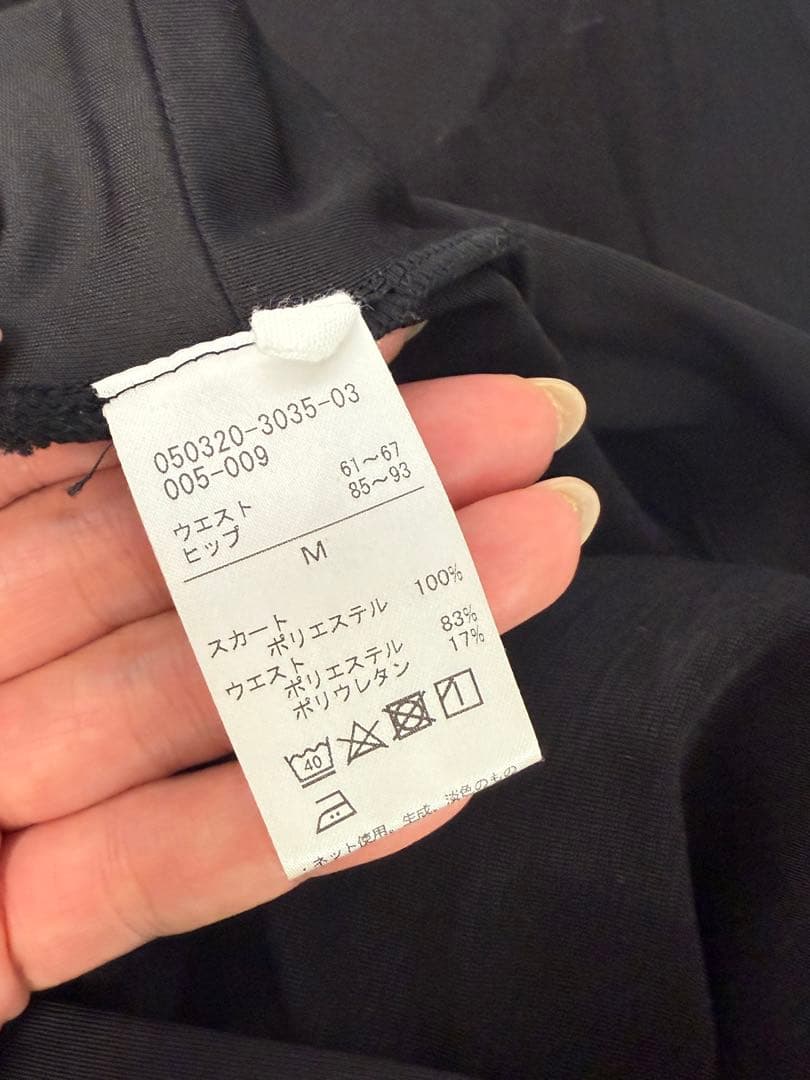 050320-3035-03
005-009
ウエスト 61～67
ヒップ 85～93
M
スカート
ポリエステル 100%
ウエスト
ポリエステル 83%
ポリウレタン 17%
40
・ネット使用。生成、淡色のもの